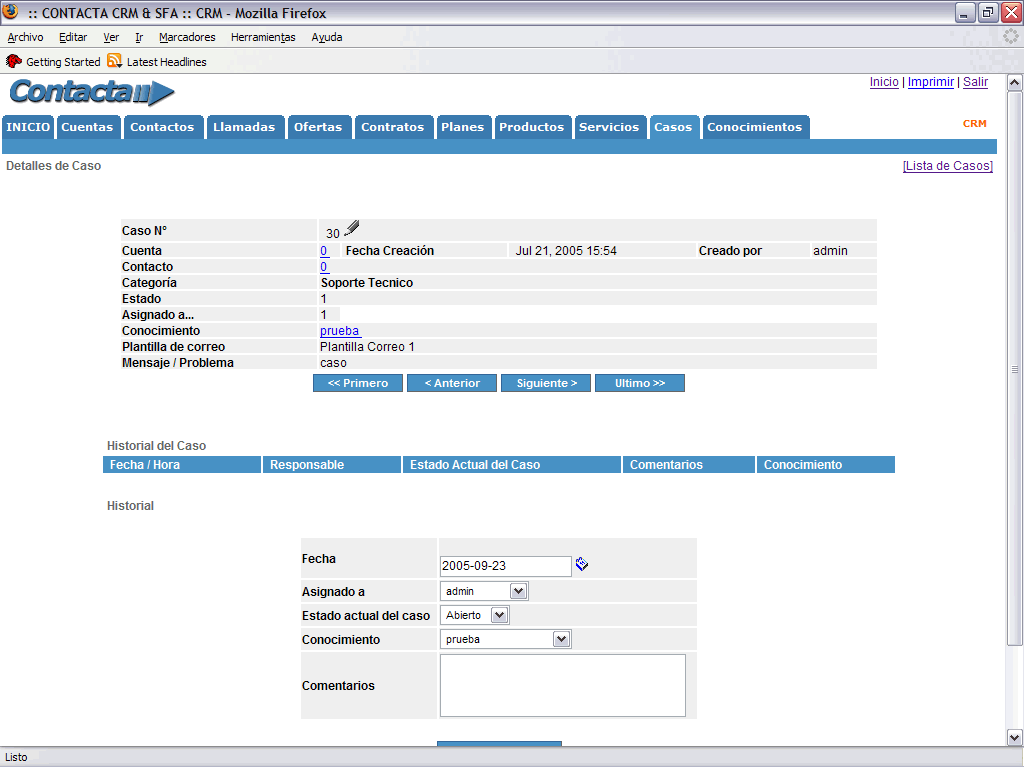 :: CONTACTA CRM & SFA :: CRM - Mozilla Firefox
Archivo Editar Ver Ir Marcadores Herramientas Ayuda
Getting Started Latest Headlines
Contacta
Inicio | Imprimir | Salir
INICIO Cuentas Contactos Llamadas Ofertas Contratos Planes Productos Servicios Casos Conocimientos CRM
Detalles de Caso [Lista de Casos]
Caso N° 30
Cuenta 0 Fecha Creación Jul 21, 2005 15:54 Creado por admin
Contacto 0
Categoría Soporte Tecnico
Estado 1
Asignado a... 1
Conocimiento prueba
Plantilla de correo Plantilla Correo 1
Mensaje / Problema caso
<< Primero < Anterior Siguiente > Ultimo >>
Historial del Caso
Fecha / Hora Responsable Estado Actual del Caso Comentarios Conocimiento
Historial
Fecha 2005-09-23
Asignado a admin
Estado actual del caso Abierto
Conocimiento prueba
Comentarios
Listo